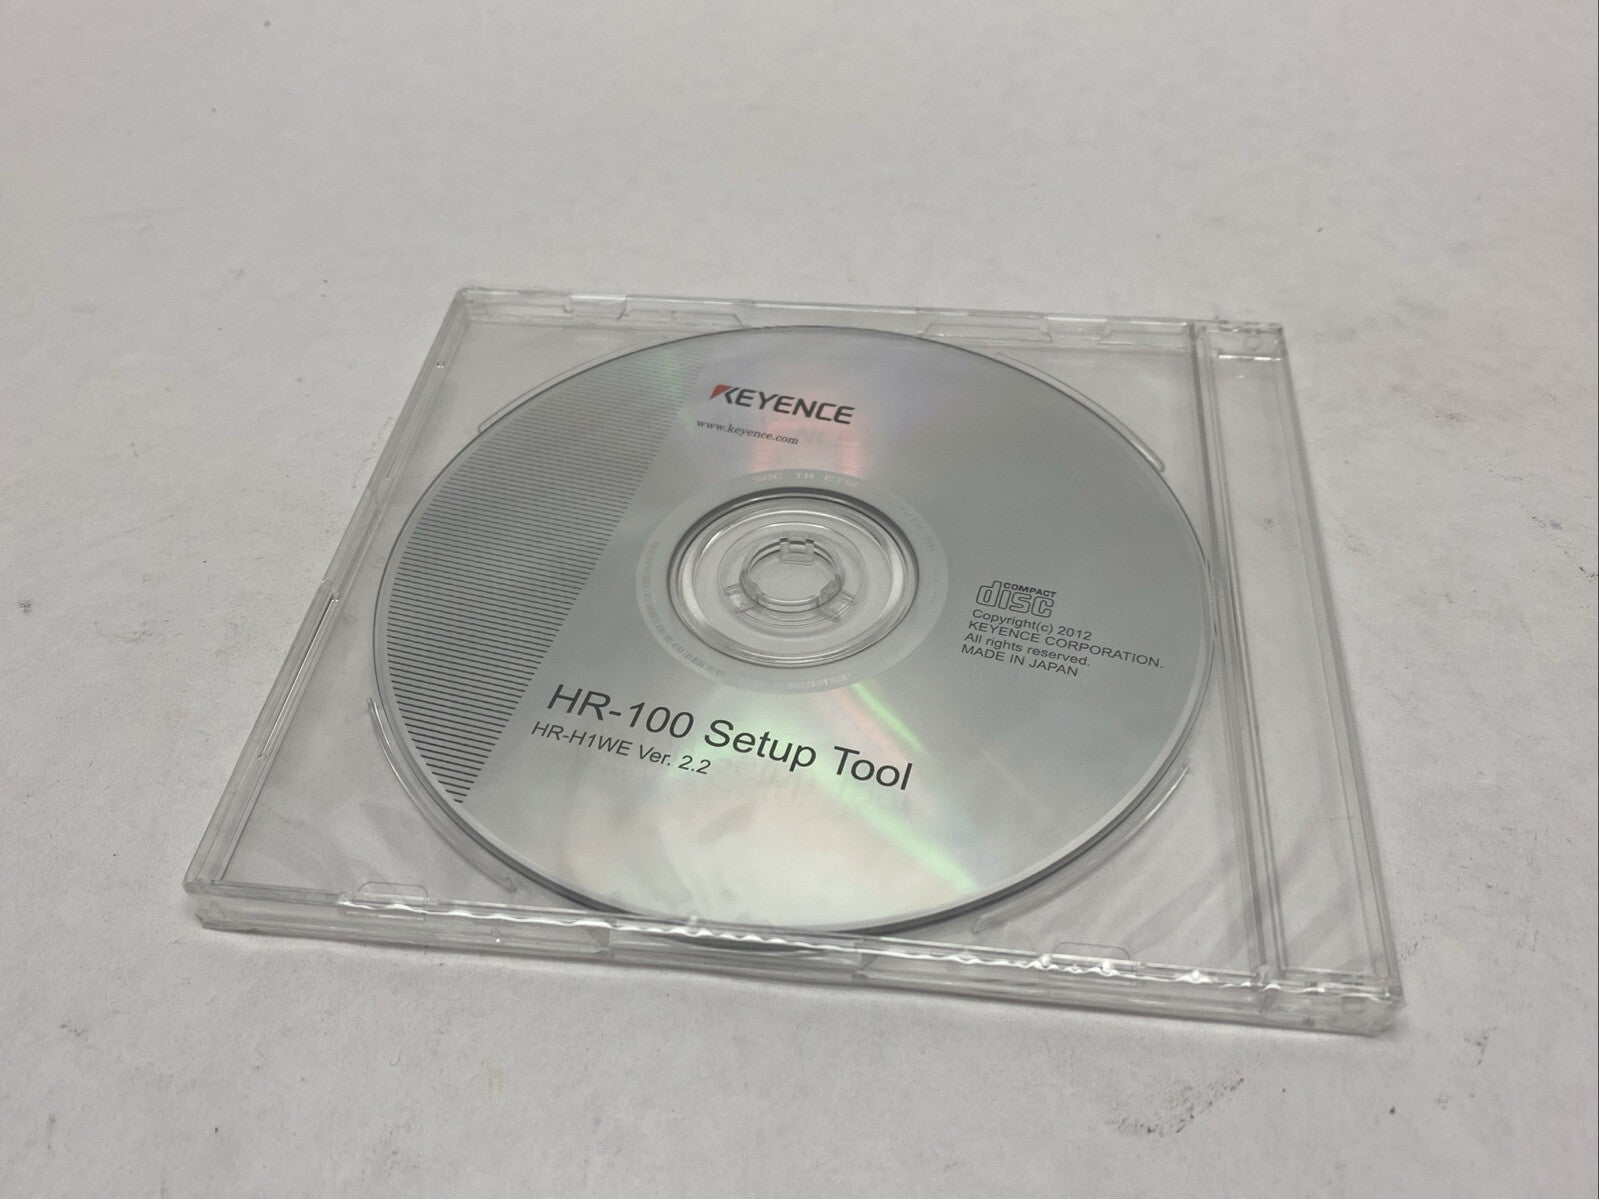 KEYENCE
www.keyence.com
COMPACT
disc
Copyright(c) 2012
KEYENCE CORPORATION.
All rights reserved.
MADE IN JAPAN
HR-100 Setup Tool
HR-H1WE Ver. 2.2